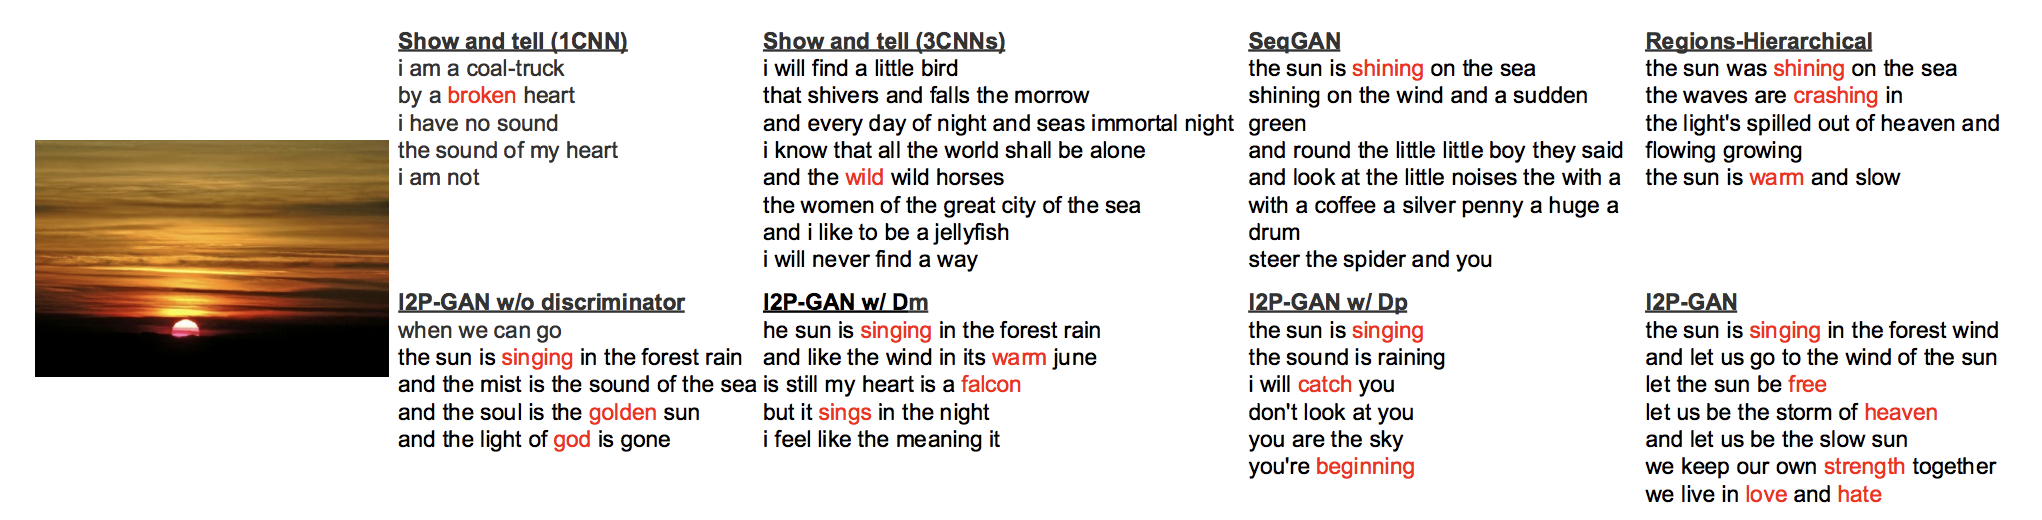 Show and tell (1CNN)
i am a coal-truck
by a broken heart
i have no sound
the sound of my heart
i am not
Show and tell (3CNNs)
i will find a little bird
that shivers and falls the morrow
and every day of night and seas immortal night
i know that all the world shall be alone
and the wild wild horses
the women of the great city of the sea
and i like to be a jellyfish
i will never find a way
SeqGAN
the sun is shining on the sea
shining on the wind and a sudden
green
and round the little little boy they said
and look at the little noises the with a
with a coffee a silver penny a huge a
drum
steer the spider and you
Regions-Hierarchical
the sun was shining on the sea
the waves are crashing in
the light's spilled out of heaven and
flowing growing
the sun is warm and slow
I2P-GAN w/o discriminator
when we can go
the sun is singing in the forest rain
and the mist is the sound of the sea
and the soul is the golden sun
and the light of god is gone
I2P-GAN w/ Dm
he sun is singing in the forest rain
and like the wind in its warm june
is still my heart is a falcon
but it sings in the night
i feel like the meaning it
I2P-GAN w/ Dp
the sun is singing
the sound is raining
i will catch you
don't look at you
you are the sky
you're beginning
I2P-GAN
the sun is singing in the forest wind
and let us go to the wind of the sun
let the sun be free
let us be the storm of heaven
and let us be the slow sun
we keep our own strength together
we live in love and hate